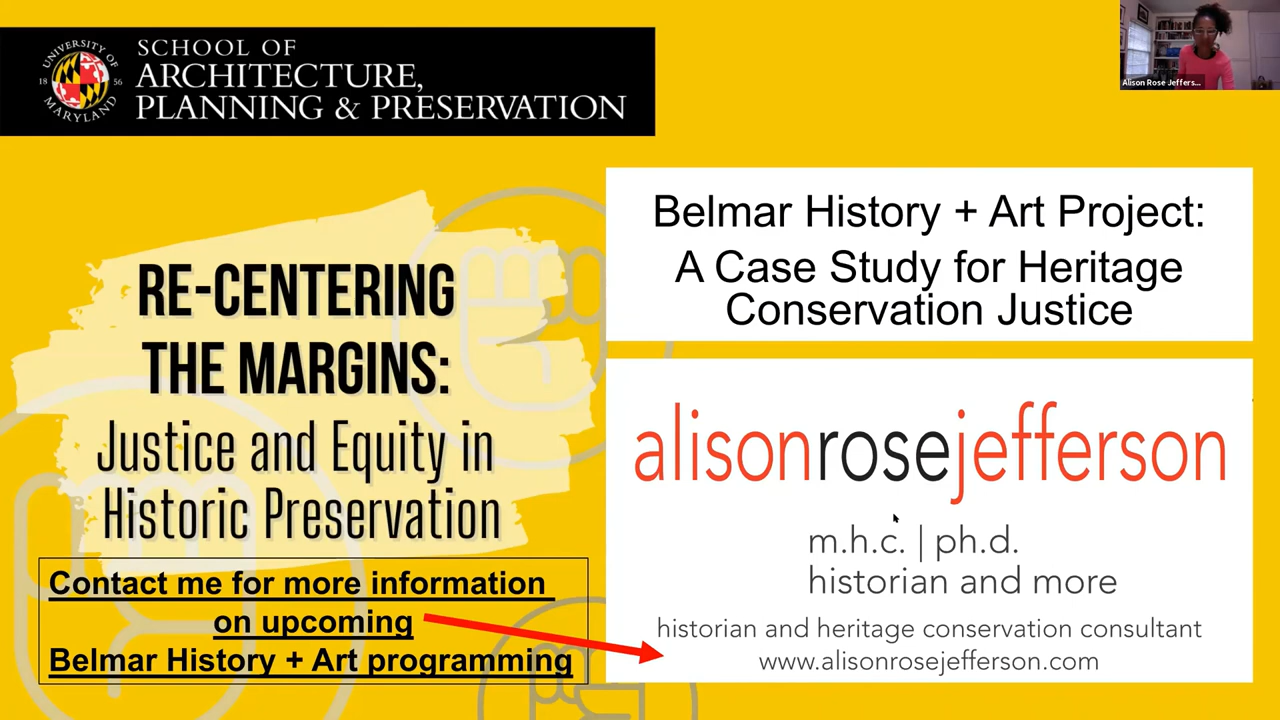 UNIVERSITY OF
18 56
MARYLAND
SCHOOL OF
ARCHITECTURE,
PLANNING & PRESERVATION
Alison Rose Jeffers...
RE-CENTERING
THE MARGINS:
Justice and Equity in
Historic Preservation
Contact me for more information
on upcoming
Belmar History + Art programming
Belmar History + Art Project:
A Case Study for Heritage
Conservation Justice
alisonrosejefferson
m.h.c. | ph.d.
historian and more
historian and heritage conservation consultant
www.alisonrosejefferson.com